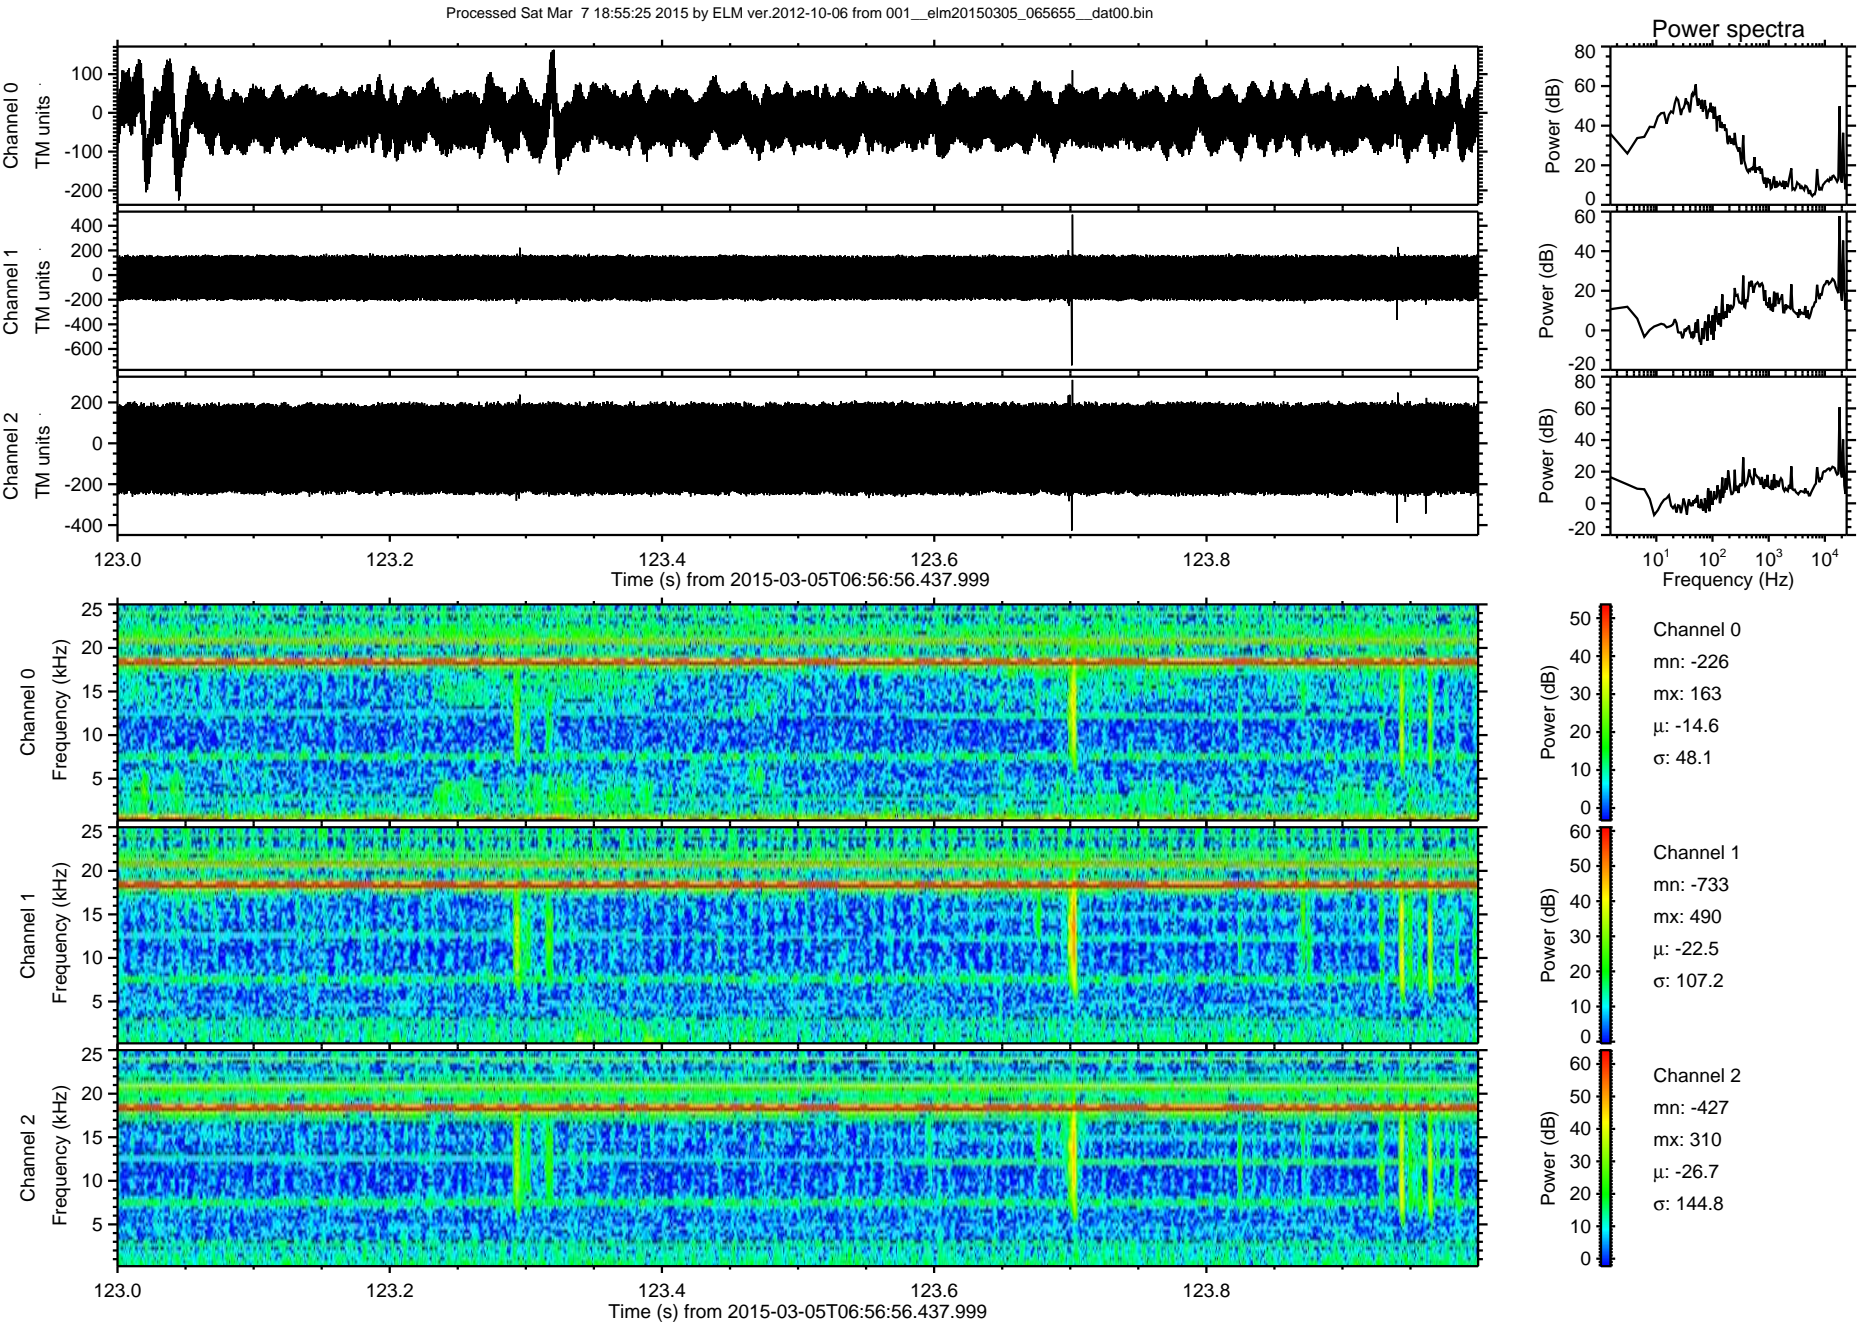 Processed Sat Mar  7 18:55:25 2015 by ELM ver.2012-10-06 from 001__elm20150305_065655__dat00.bin
Power spectra
Channel 0
TM units
100
0
-100
-200
Power (dB)
80
60
40
20
0
Channel 1
TM units
400
200
0
-200
-400
-600
Power (dB)
60
40
20
0
-20
Channel 2
TM units
200
0
-200
-400
Power (dB)
80
60
40
20
0
-20
123.0
123.2
123.4
123.6
123.8
Time (s) from 2015-03-05T06:56:56.437.999
10¹
10²
10³
10⁴
Frequency (Hz)
Channel 0
Frequency (kHz)
25
20
15
10
5
Power (dB)
50
40
30
20
10
0
Channel 0
mn: -226
mx: 163
μ: -14.6
σ: 48.1
Channel 1
Frequency (kHz)
25
20
15
10
5
Power (dB)
60
50
40
30
20
10
0
Channel 1
mn: -733
mx: 490
μ: -22.5
σ: 107.2
Channel 2
Frequency (kHz)
25
20
15
10
5
Power (dB)
60
50
40
30
20
10
0
Channel 2
mn: -427
mx: 310
μ: -26.7
σ: 144.8
123.0
123.2
123.4
123.6
123.8
Time (s) from 2015-03-05T06:56:56.437.999